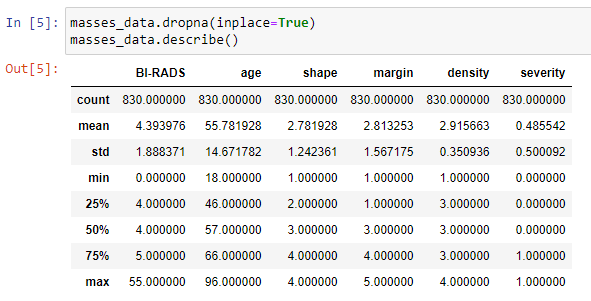 In [5]: masses_data.dropna(inplace=True)
masses_data.describe()
Out[5]:
BI-RADS age shape margin density severity
count 830.000000 830.000000 830.000000 830.000000 830.000000 830.000000
mean 4.393976 55.781928 2.781928 2.813253 2.915663 0.485542
std 1.888371 14.671782 1.242361 1.567175 0.350936 0.500092
min 0.000000 18.000000 1.000000 1.000000 1.000000 0.000000
25% 4.000000 46.000000 2.000000 1.000000 3.000000 0.000000
50% 4.000000 57.000000 3.000000 3.000000 3.000000 0.000000
75% 5.000000 66.000000 4.000000 4.000000 3.000000 1.000000
max 55.000000 96.000000 4.000000 5.000000 4.000000 1.000000